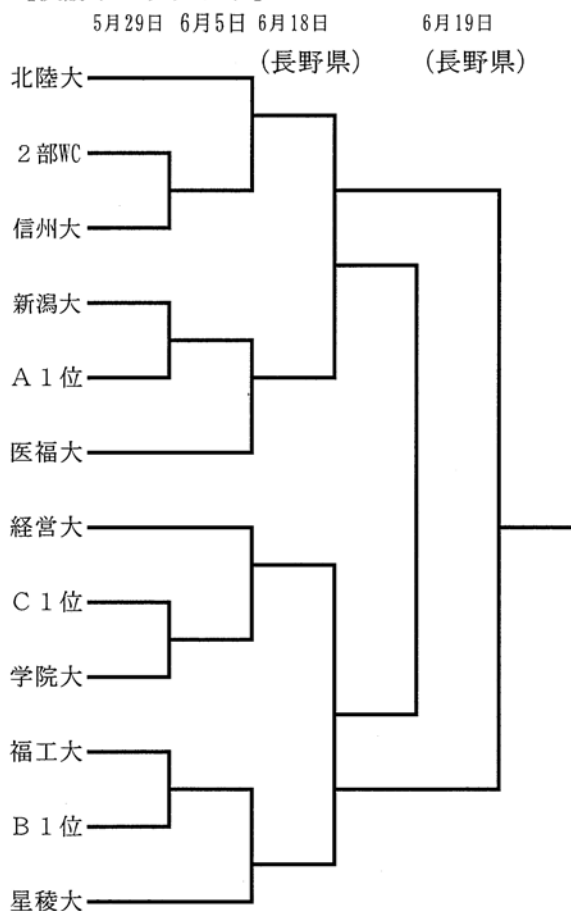 5月29日 6月5日 6月18日 6月19日
(長野県) (長野県)
北陸大
２部WC
信州大
新潟大
Ａ１位
医福大
経営大
Ｃ１位
学院大
福工大
Ｂ１位
星稜大